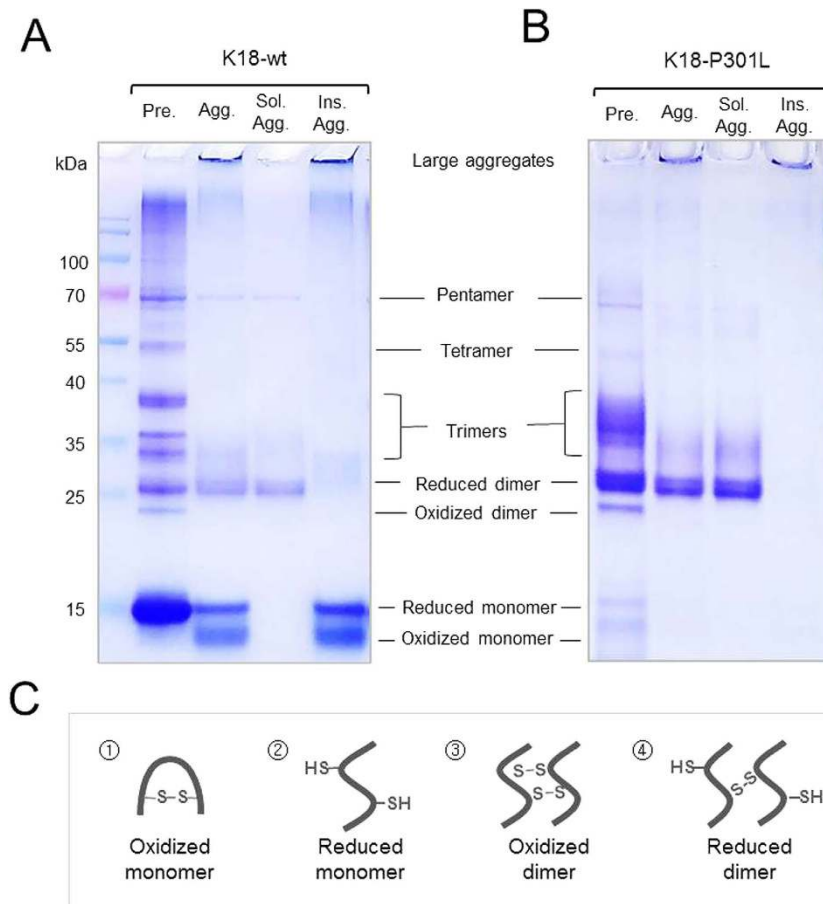 A
K18-wt
Pre.
Agg.
Sol.
Agg.
Ins.
Agg.
kDa
100
70
55
40
35
25
15
Large aggregates
Pentamer
Tetramer
Trimers
Reduced dimer
Oxidized dimer
Reduced monomer
Oxidized monomer
B
K18-P301L
Pre.
Agg.
Sol.
Agg.
Ins.
Agg.
C
①
S-S
Oxidized
monomer
②
HS
SH
Reduced
monomer
③
S-S
S-S
Oxidized
dimer
④
HS
S-S
SH
Reduced
dimer